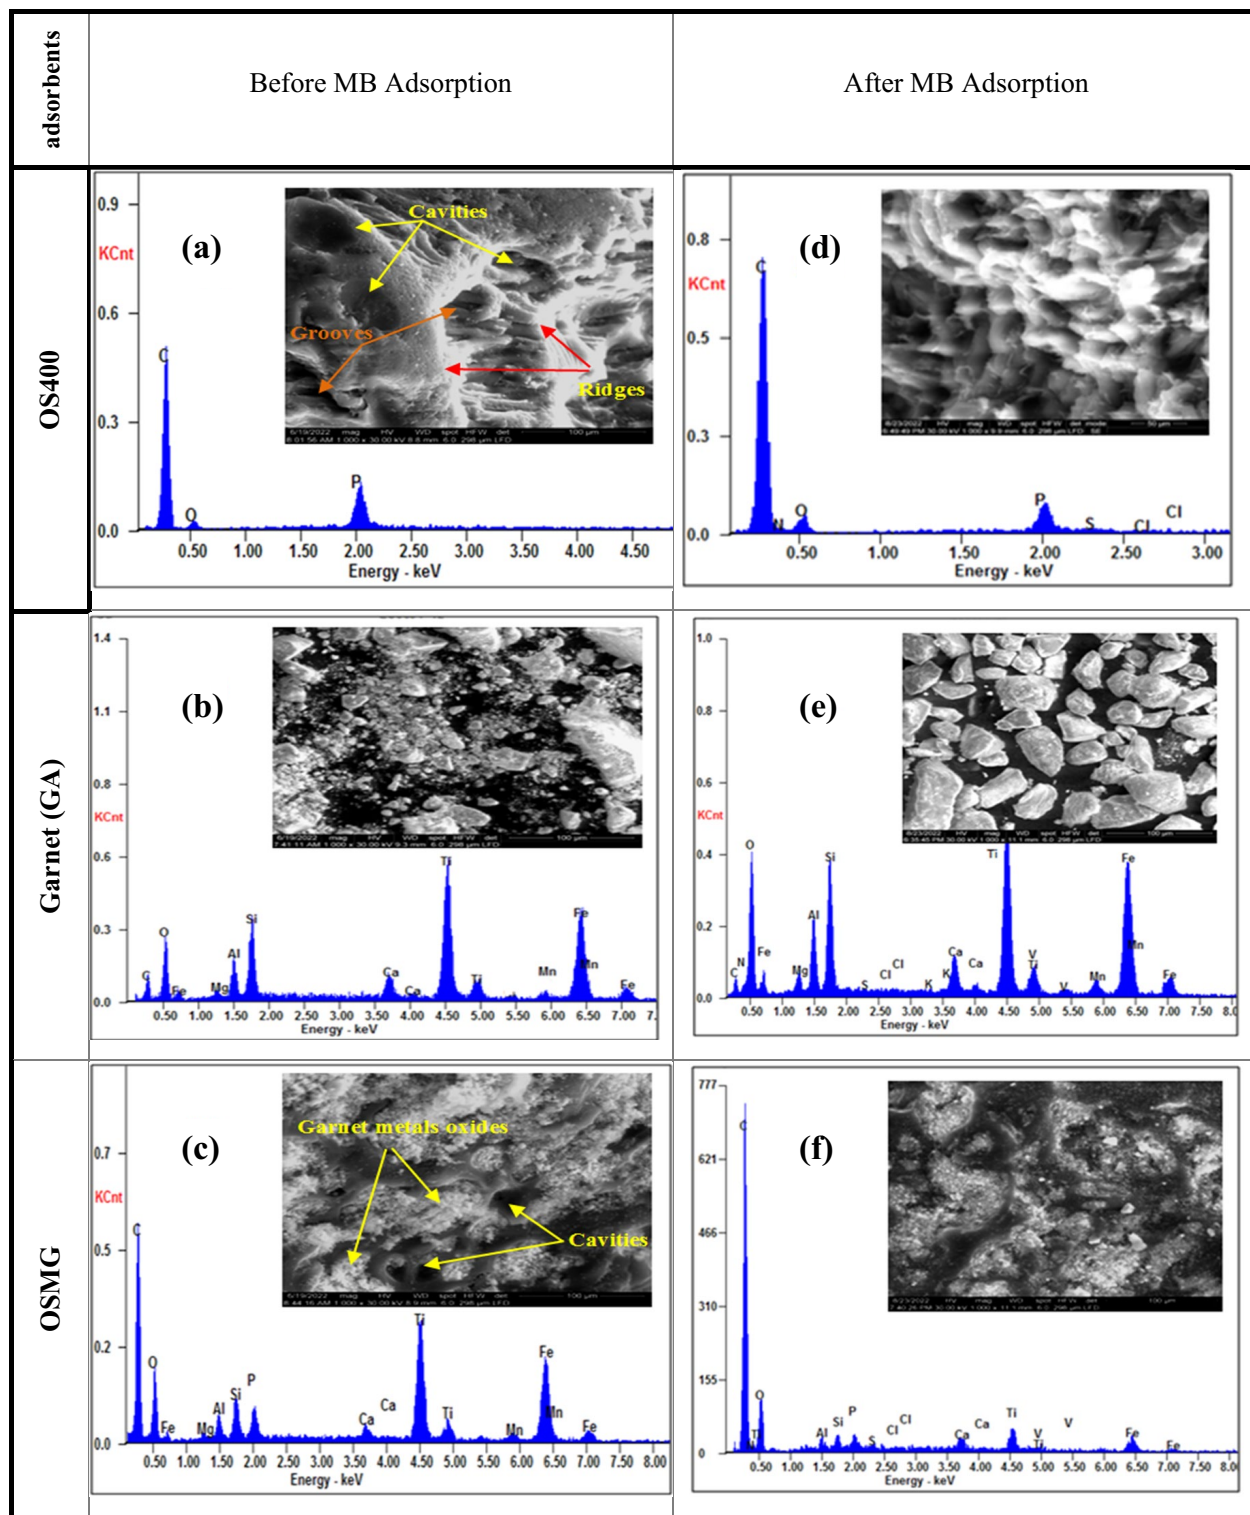 adsorbents
Before MB Adsorption
After MB Adsorption
OS400
(a)
0.9
KCnt
0.6
0.3
0.0
C
O
P
Cavities
Grooves
Ridges
0.50 1.00 1.50 2.00 2.50 3.00 3.50 4.00 4.50
Energy - keV
(d)
0.8
KCnt
0.5
0.3
0.0
C
N
O
P
S
Cl
Cl
0.50 1.00 1.50 2.00 2.50 3.00
Energy - keV
Garnet (GA)
(b)
1.4
1.1
0.8
KCnt
0.6
0.3
0.0
C
O
Fe
Mg
Al
Si
Ca
Ca
Ti
Ti
Mn
Fe
Mn
Fe
0.50 1.00 1.50 2.00 2.50 3.00 3.50 4.00 4.50 5.00 5.50 6.00 6.50 7.00
Energy - keV
(e)
1.0
0.8
0.6
KCnt
0.4
0.2
0.0
C
N
O
Fe
Mg
Al
Si
S
Cl
Cl
K
K
Ca
Ca
Ti
V
Ti
V
Mn
Fe
Mn
Fe
0.50 1.00 1.50 2.00 2.50 3.00 3.50 4.00 4.50 5.00 5.50 6.00 6.50 7.00 7.50 8.0
Energy - keV
OSMG
(c)
0.7
KCnt
0.5
0.2
0.0
C
O
Fe
Mg
Al
Si
P
Ca
Ca
Ti
Ti
Mn
Fe
Mn
Fe
Garnet metals oxides
Cavities
0.50 1.00 1.50 2.00 2.50 3.00 3.50 4.00 4.50 5.00 5.50 6.00 6.50 7.00 7.50 8.00
Energy - keV
(f)
777
621
466
310
155
0
C
Ti
O
Al
Si
P
S
Cl
Cl
Ca
Ca
Ti
V
Ti
V
Fe
Fe
0.50 1.00 1.50 2.00 2.50 3.00 3.50 4.00 4.50 5.00 5.50 6.00 6.50 7.00 7.50 8.0
Energy - keV